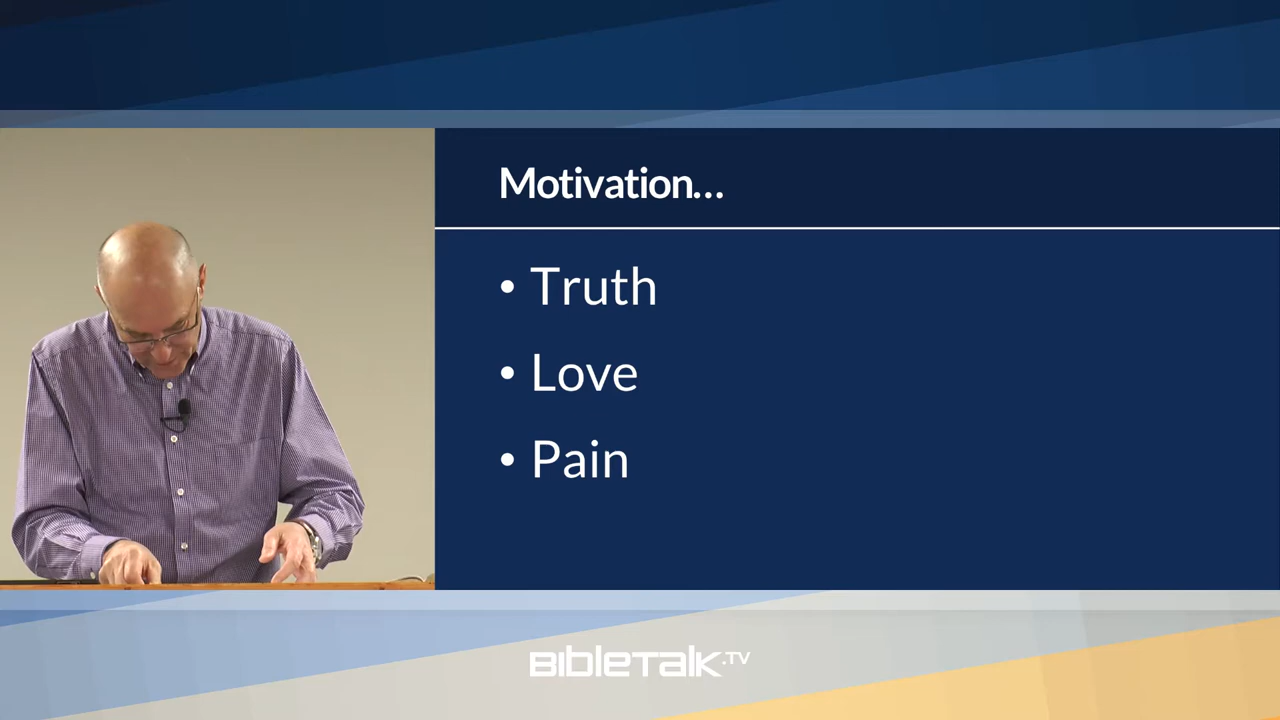 Motivation...
• Truth
• Love
• Pain
BIBLETALK.TV